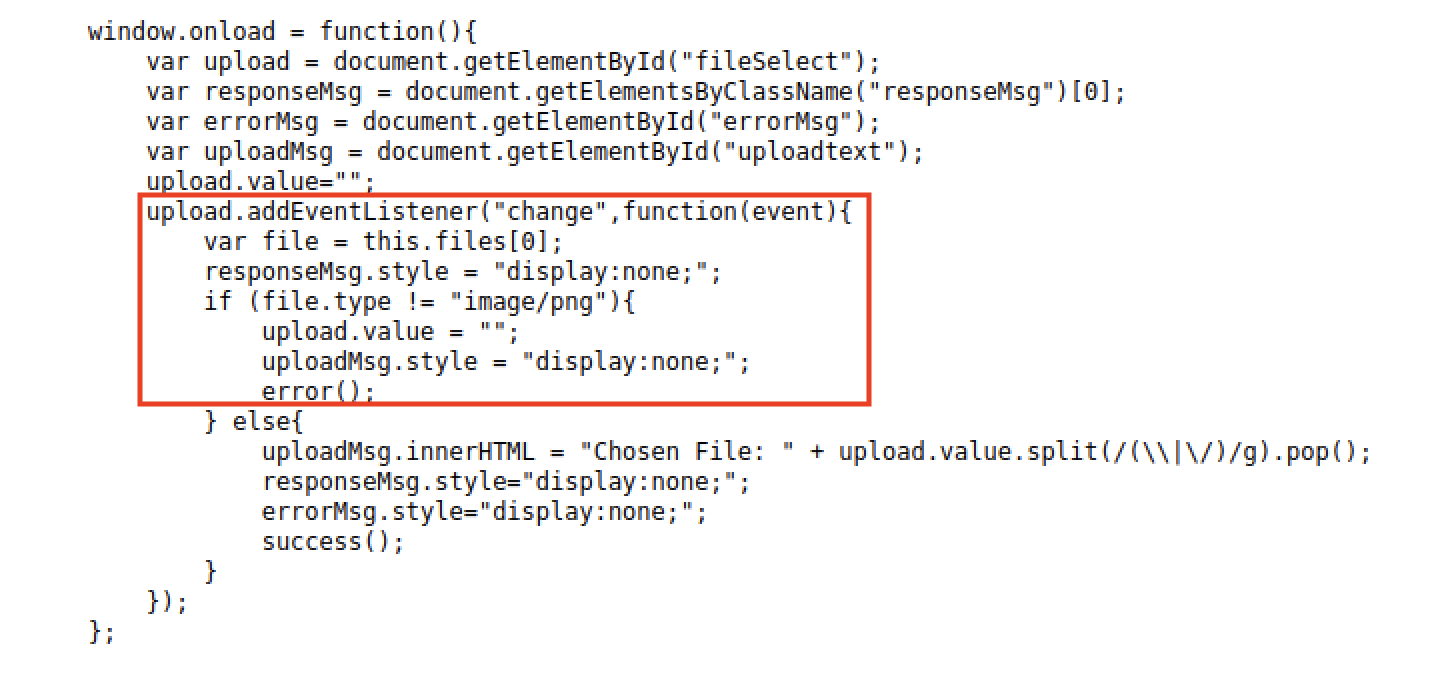 window.onload = function(){
    var upload = document.getElementById("fileSelect");
    var responseMsg = document.getElementsByClassName("responseMsg")[0];
    var errorMsg = document.getElementById("errorMsg");
    var uploadMsg = document.getElementById("uploadtext");
    upload.value="";
    upload.addEventListener("change",function(event){
        var file = this.files[0];
        responseMsg.style = "display:none;";
        if (file.type != "image/png"){
            upload.value = "";
            uploadMsg.style = "display:none;";
            error();
        } else{
            uploadMsg.innerHTML = "Chosen File: " + upload.value.split(/(\\|\/)/g).pop();
            responseMsg.style="display:none;";
            errorMsg.style="display:none;";
            success();
        }
    });
};